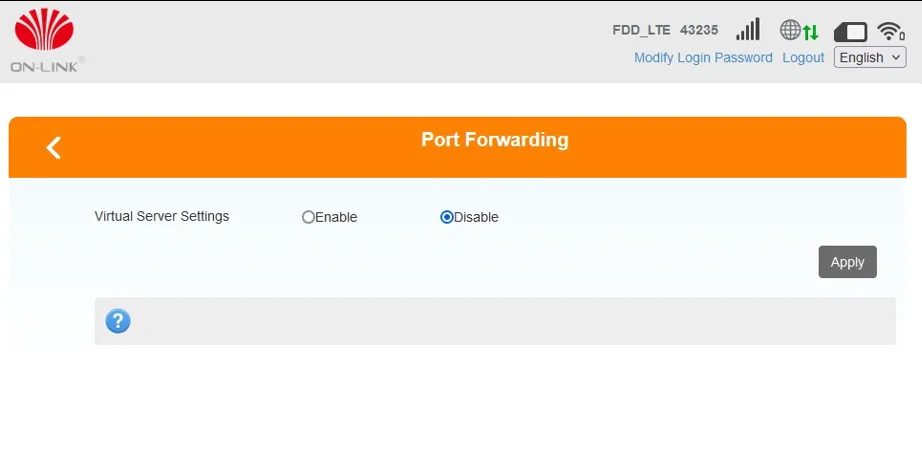 FDD_LTE 43235
ON-LINK
Modify Login Password Logout English
Port Forwarding
Virtual Server Settings Enable Disable
Apply
?